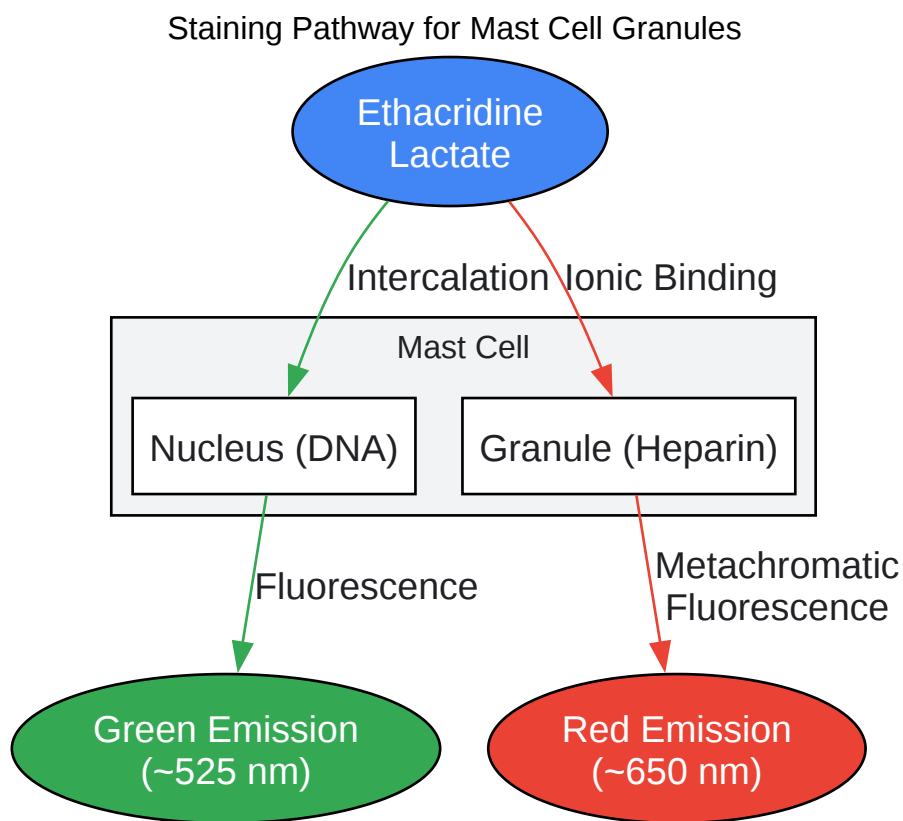 Staining Pathway for Mast Cell Granules
Ethacridine
Lactate
Intercalation
Ionic Binding
Mast Cell
Nucleus (DNA)
Granule (Heparin)
Fluorescence
Metachromatic
Fluorescence
Green Emission
(~525 nm)
Red Emission
(~650 nm)